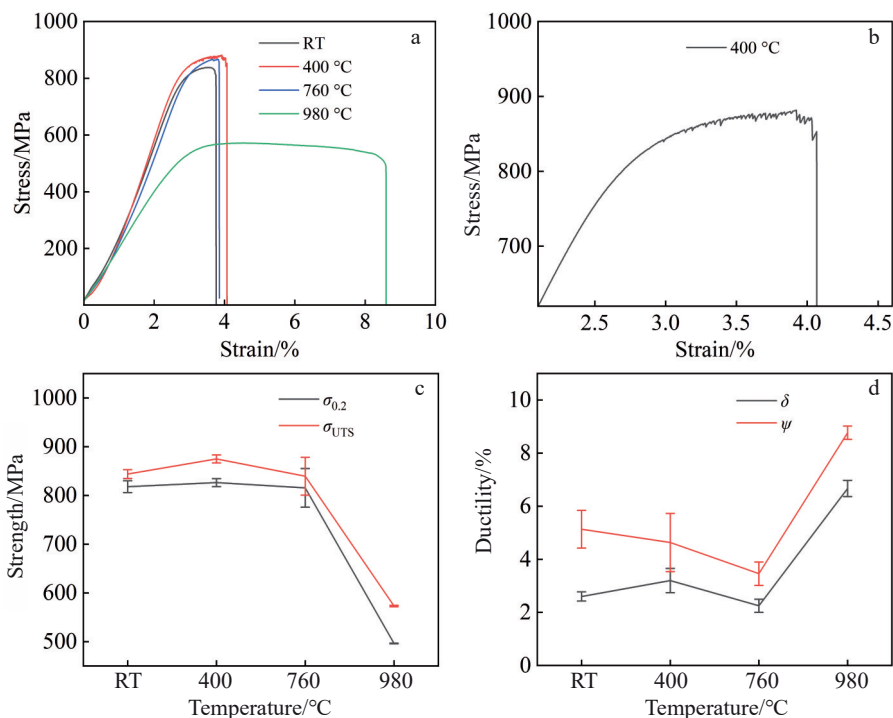 a
RT
400 °C
760 °C
980 °C
1000
800
600
400
200
0
2
4
6
8
10
Stress/MPa
Strain/%
b
400 °C
1000
900
800
700
2.5
3.0
3.5
4.0
4.5
Stress/MPa
Strain/%
c
σ0.2
σUTS
1000
900
800
700
600
500
RT
400
760
980
Strength/MPa
Temperature/°C
d
δ
ψ
10
8
6
4
2
0
RT
400
760
980
Ductility/%
Temperature/°C